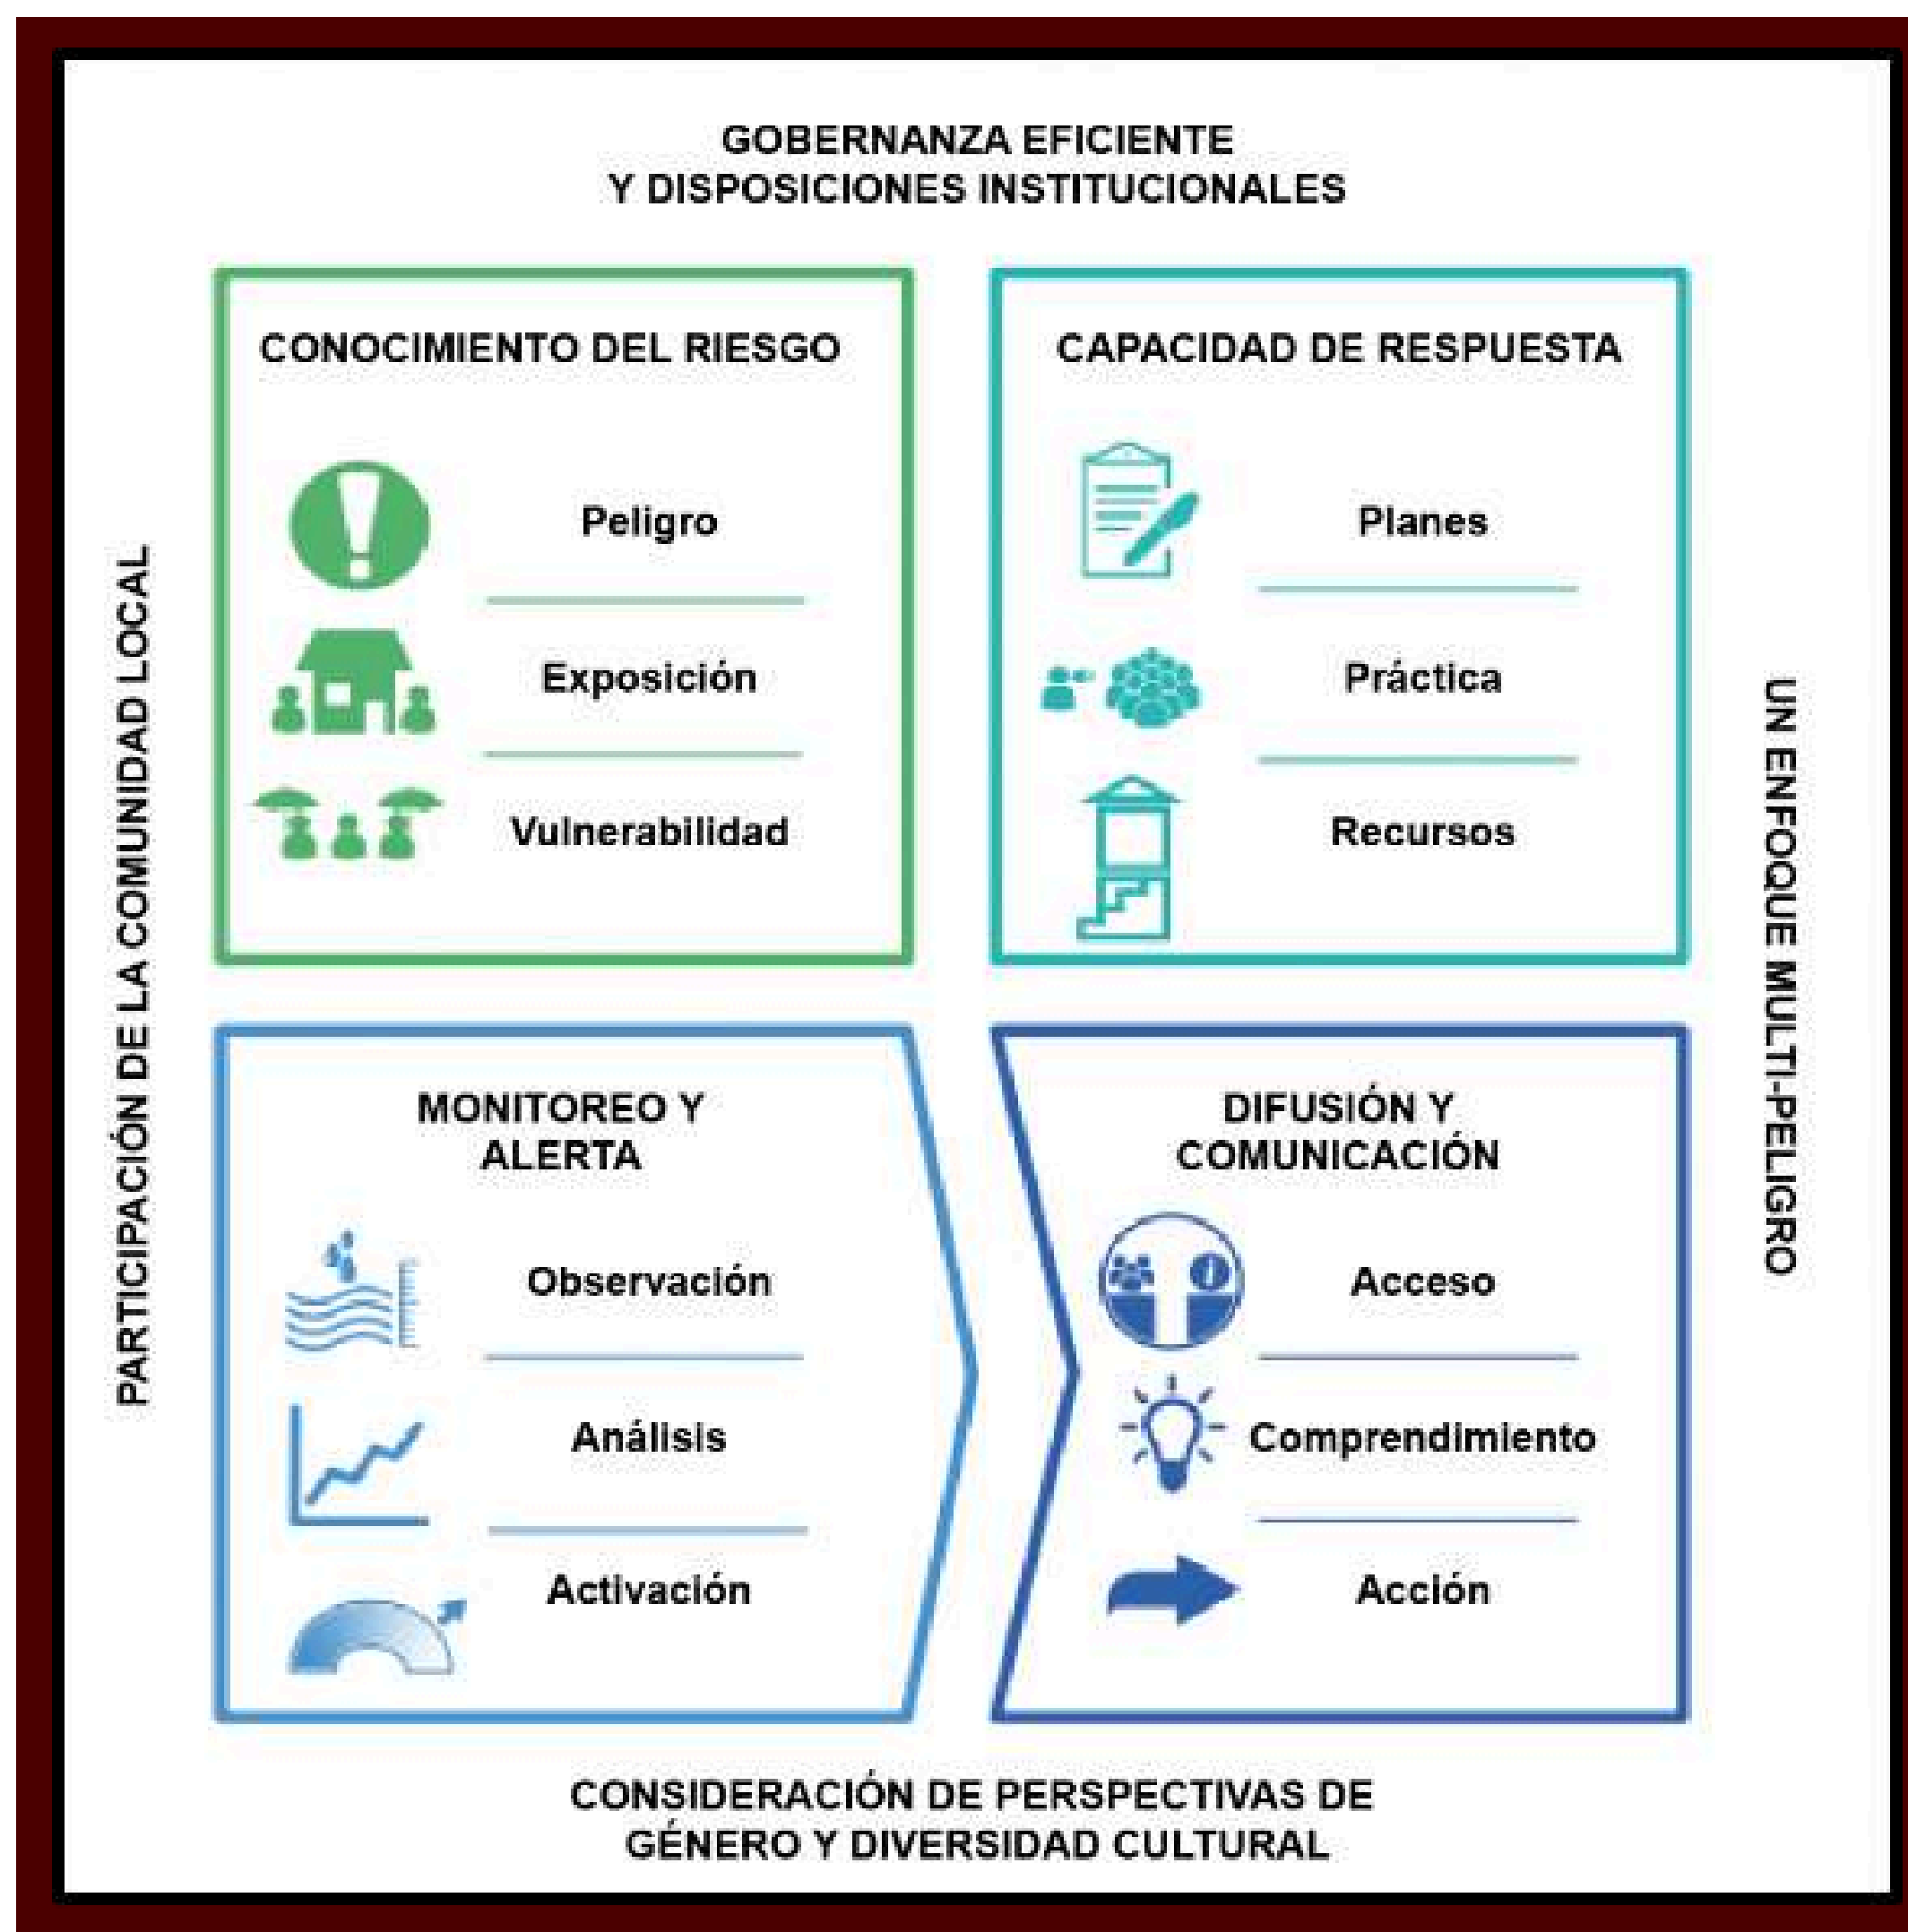 GOBERNANZA EFICIENTE
Y DISPOSICIONES INSTITUCIONALES
PARTICIPACIÓN DE LA COMUNIDAD LOCAL
CONOCIMIENTO DEL RIESGO
Peligro
Exposición
Vulnerabilidad
CAPACIDAD DE RESPUESTA
Planes
Práctica
Recursos
UN ENFOQUE MULTI-PELIGRO
MONITOREO Y
ALERTA
Observación
Análisis
Activación
DIFUSIÓN Y
COMUNICACIÓN
Acceso
Comprendimiento
Acción
CONSIDERACIÓN DE PERSPECTIVAS DE
GÉNERO Y DIVERSIDAD CULTURAL